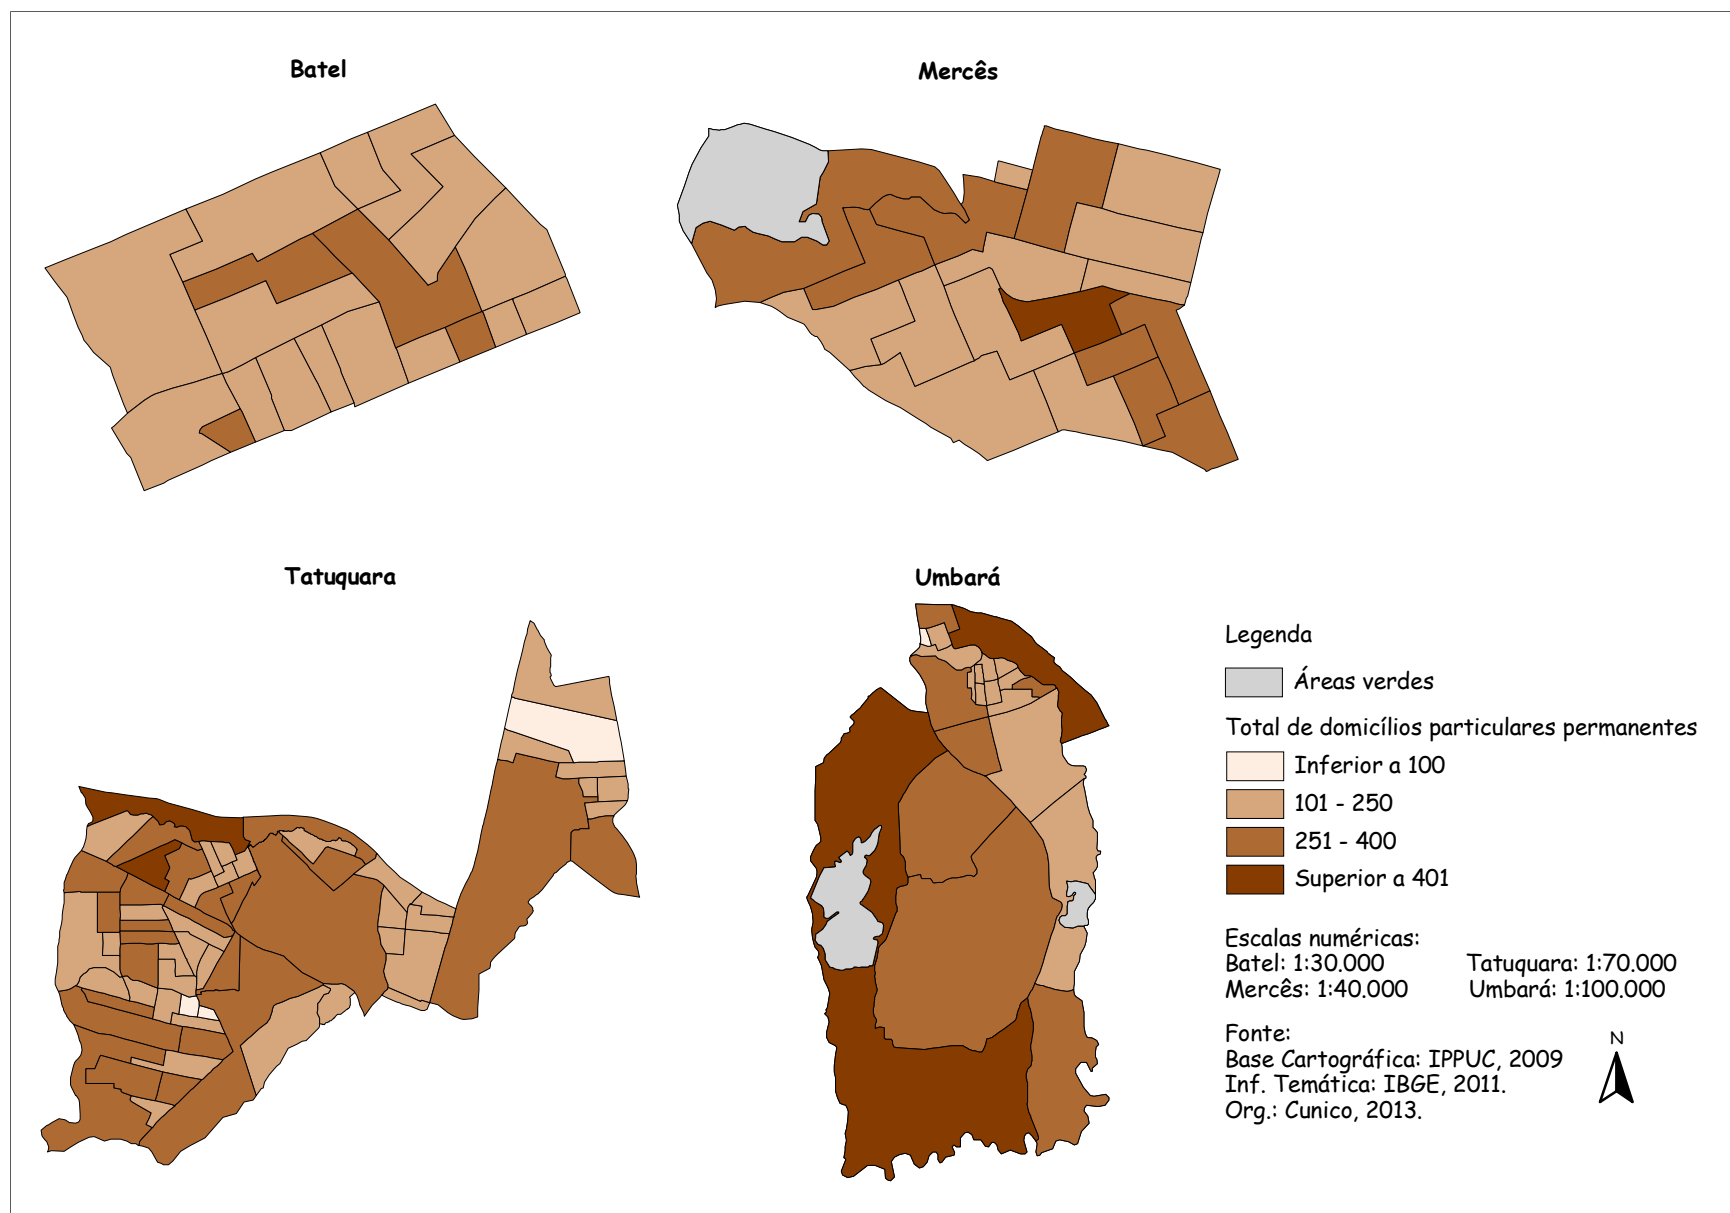 Batel
Mercês
Tatuquara
Umbará
Legenda
Áreas verdes
Total de domicílios particulares permanentes
Inferior a 100
101 - 250
251 - 400
Superior a 401
Escalas numéricas:
Batel: 1:30.000 Tatuquara: 1:70.000
Mercês: 1:40.000 Umbará: 1:100.000
Fonte:
Base Cartográfica: IPPUC, 2009
Inf. Temática: IBGE, 2011.
Org.: Cunico, 2013.
N